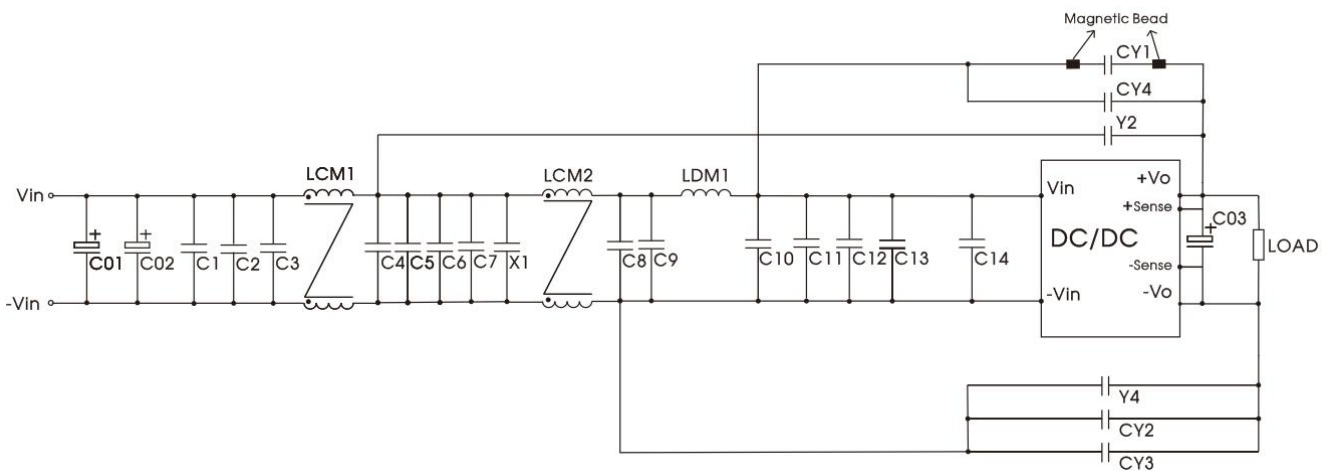 Magnetic Bead
CY1
CY4
Y2
LCM1
LCM2
LDM1
Vin
Vin
+Vo
+Sense
+
C03
DC/DC
LOAD
+
C01
+
C02
C1
C2
C3
C4
C5
C6
C7
X1
C8
C9
C10
C11
C12
C13
C14
-Sense
-Vin
-Vin
-Vo
Y4
CY2
CY3